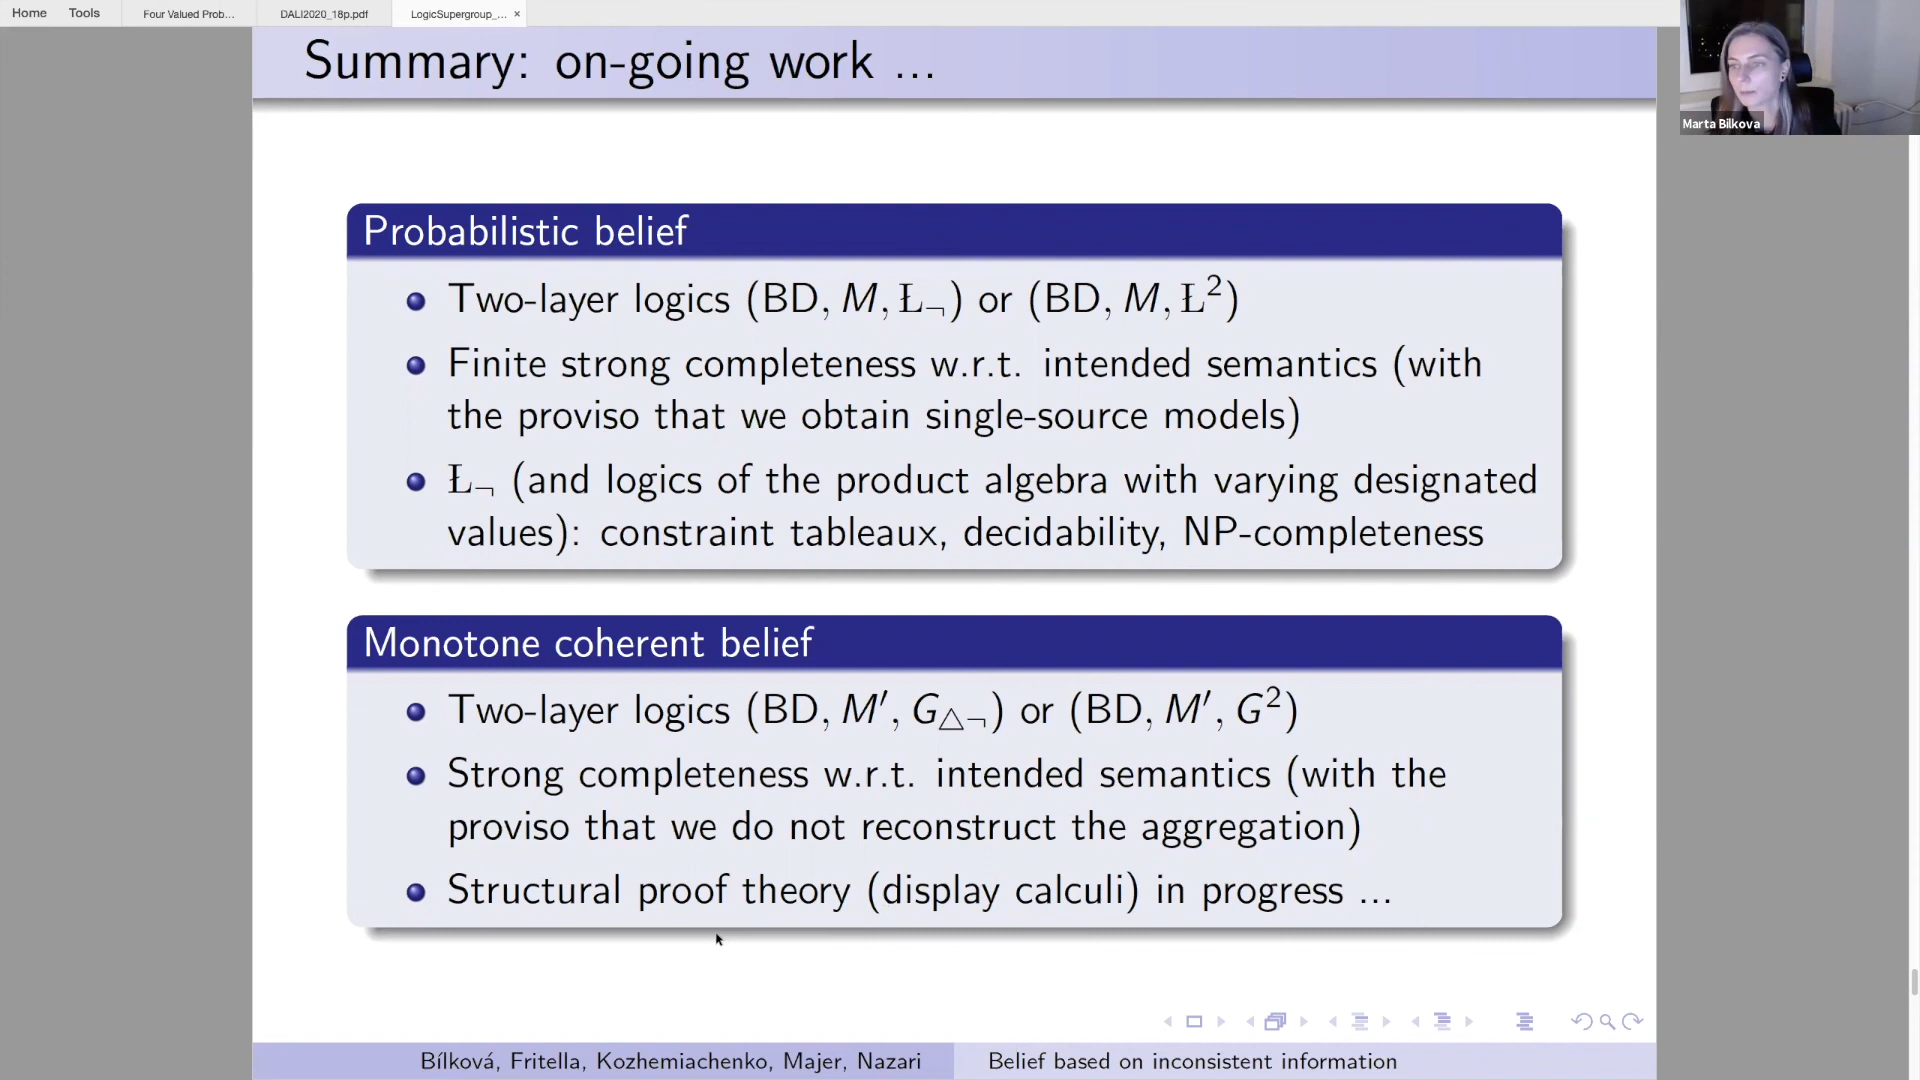 Home Tools Four Valued Prob... DALI2020_18p.pdf LogicSupergroup_... ×
Summary: on-going work ...
Marta Bilkova
Probabilistic belief
Two-layer logics (BD, M, Ł¬) or (BD, M, Ł²)
Finite strong completeness w.r.t. intended semantics (with
the proviso that we obtain single-source models)
Ł¬ (and logics of the product algebra with varying designated
values): constraint tableaux, decidability, NP-completeness
Monotone coherent belief
Two-layer logics (BD, M′, G△¬) or (BD, M′, G²)
Strong completeness w.r.t. intended semantics (with the
proviso that we do not reconstruct the aggregation)
Structural proof theory (display calculi) in progress ...
Bílková, Fritella, Kozhemiachenko, Majer, Nazari Belief based on inconsistent information